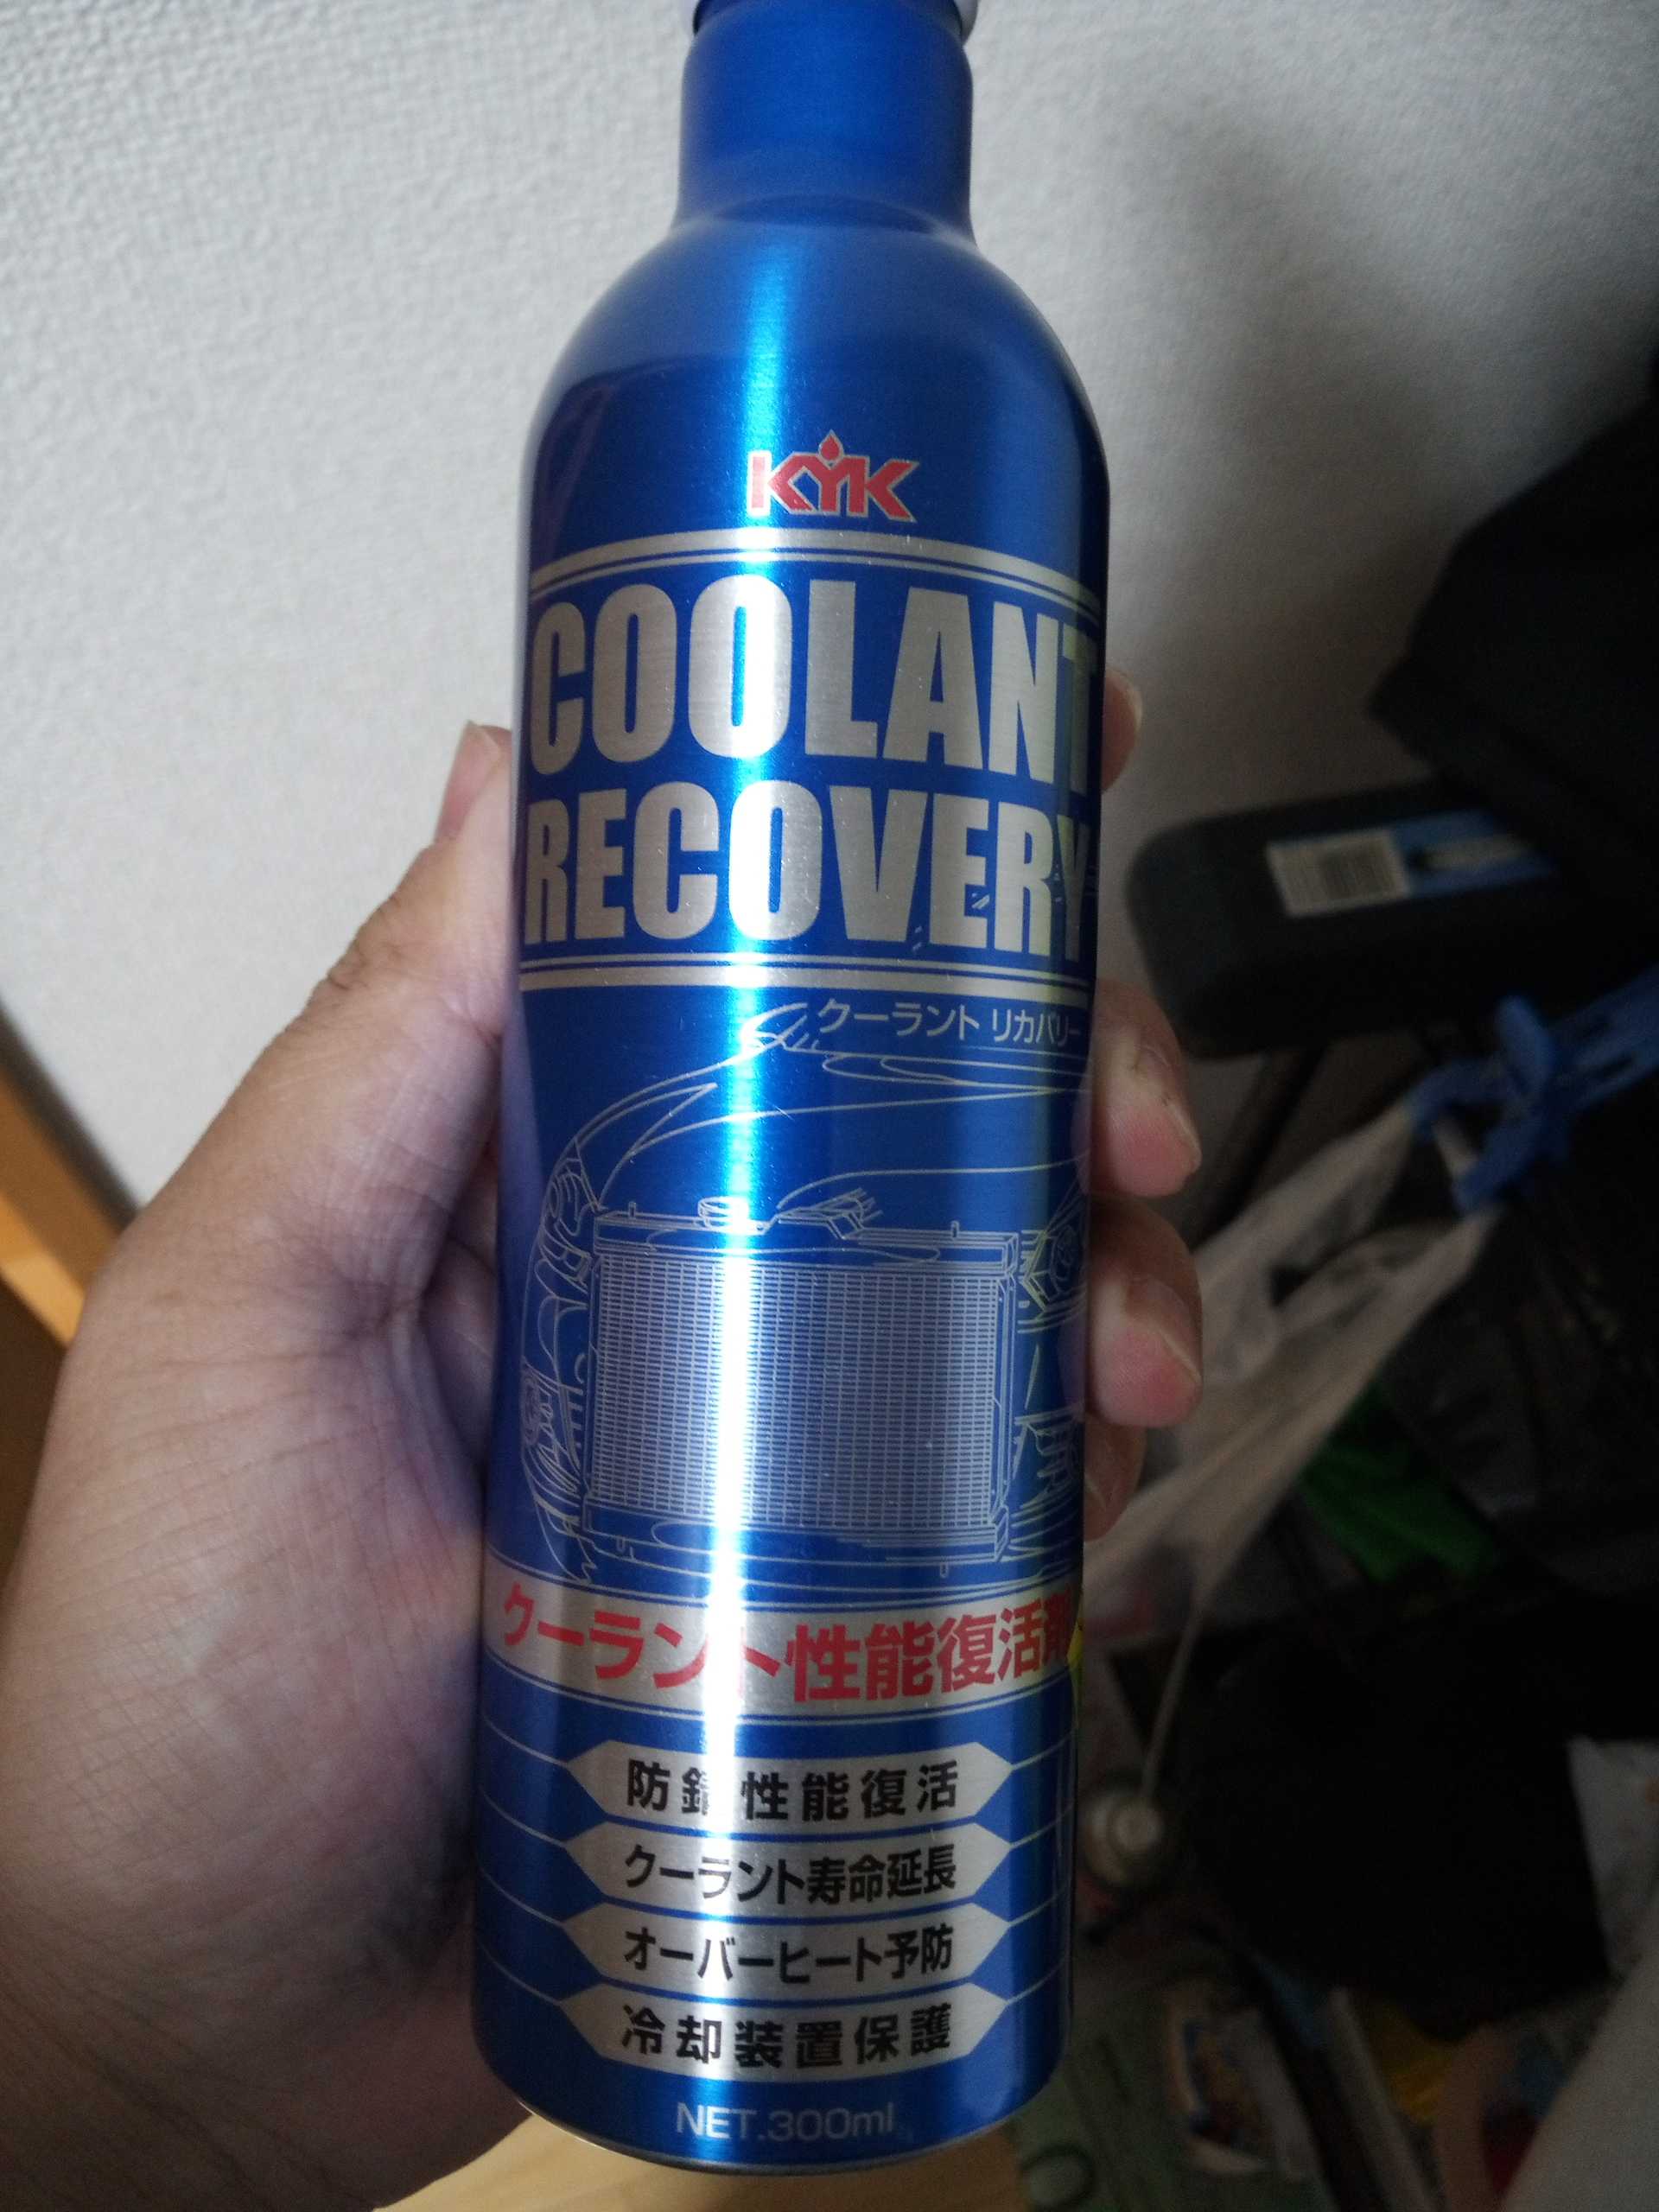 KYK
COOLANT
RECOVERY
クーラント リカバリー
クーラント性能復活剤
防錆性能復活
クーラント寿命延長
オーバーヒート予防
冷却装置保護
NET.300ml